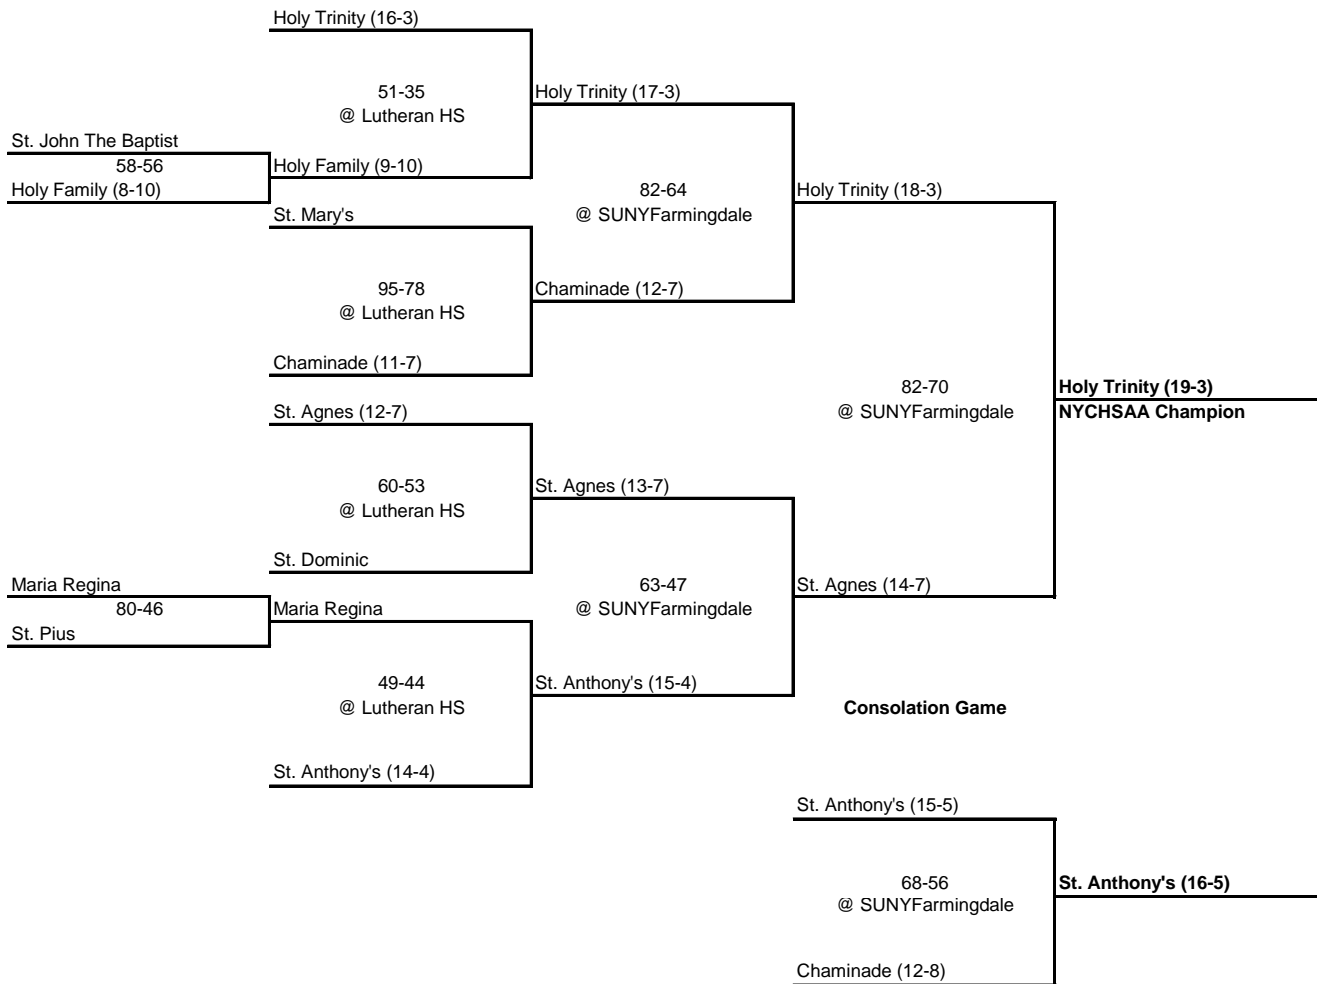 Holy Trinity (16-3)
51-35
@ Lutheran HS
Holy Trinity (17-3)
St. John The Baptist
58-56
Holy Family (9-10)
Holy Family (8-10)
82-64
@ SUNYFarmingdale
Holy Trinity (18-3)
St. Mary's
95-78
@ Lutheran HS
Chaminade (12-7)
Chaminade (11-7)
82-70
@ SUNYFarmingdale
Holy Trinity (19-3)
NYCHSAA Champion
St. Agnes (12-7)
60-53
@ Lutheran HS
St. Agnes (13-7)
St. Dominic
Maria Regina
80-46
Maria Regina
St. Pius
63-47
@ SUNYFarmingdale
St. Agnes (14-7)
49-44
@ Lutheran HS
St. Anthony's (15-4)
Consolation Game
St. Anthony's (14-4)
St. Anthony's (15-5)
68-56
@ SUNYFarmingdale
St. Anthony's (16-5)
Chaminade (12-8)